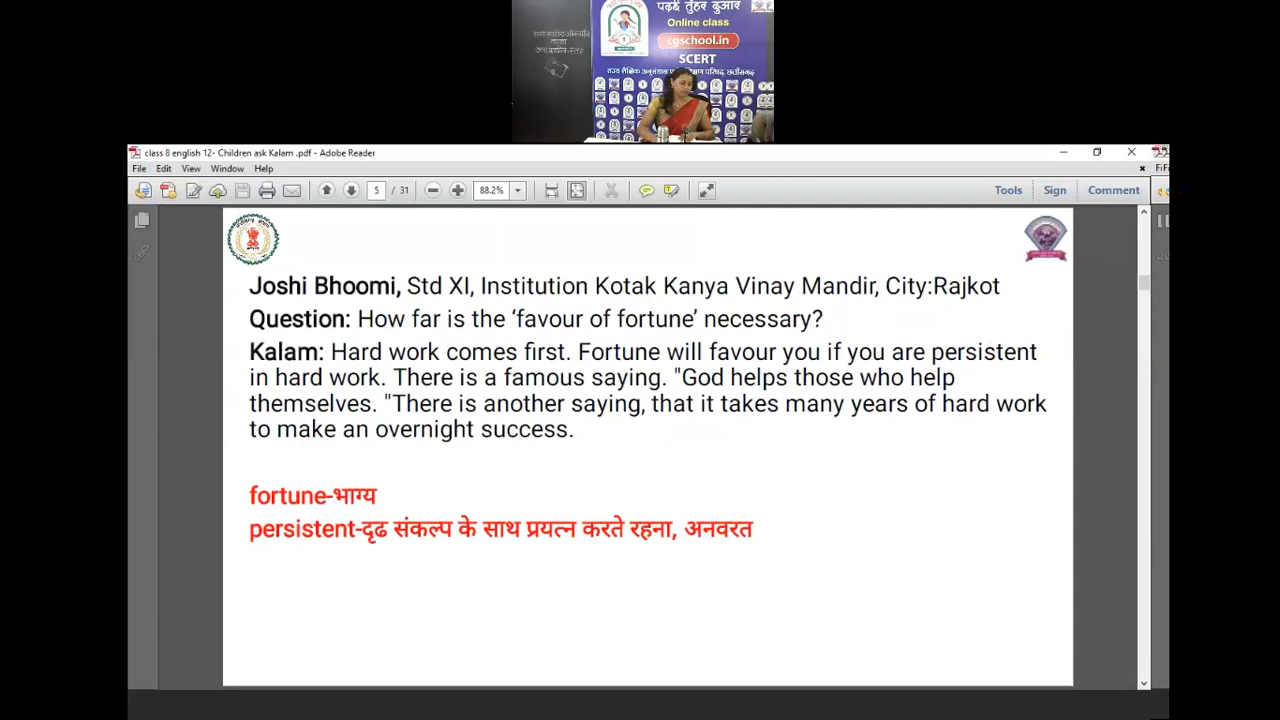 पढ़ई तुंहर दुआर
Online class
cgschool.in
SCERT
class 8 english 12- Children ask Kalam .pdf - Adobe Reader
File Edit View Window Help
5 / 31 88.2% Tools Sign Comment
Joshi Bhoomi, Std XI, Institution Kotak Kanya Vinay Mandir, City:Rajkot
Question: How far is the ‘favour of fortune’ necessary?
Kalam: Hard work comes first. Fortune will favour you if you are persistent
in hard work. There is a famous saying. "God helps those who help
themselves. "There is another saying, that it takes many years of hard work
to make an overnight success.
fortune-भाग्य
persistent-दृढ संकल्प के साथ प्रयत्न करते रहना, अनवरत